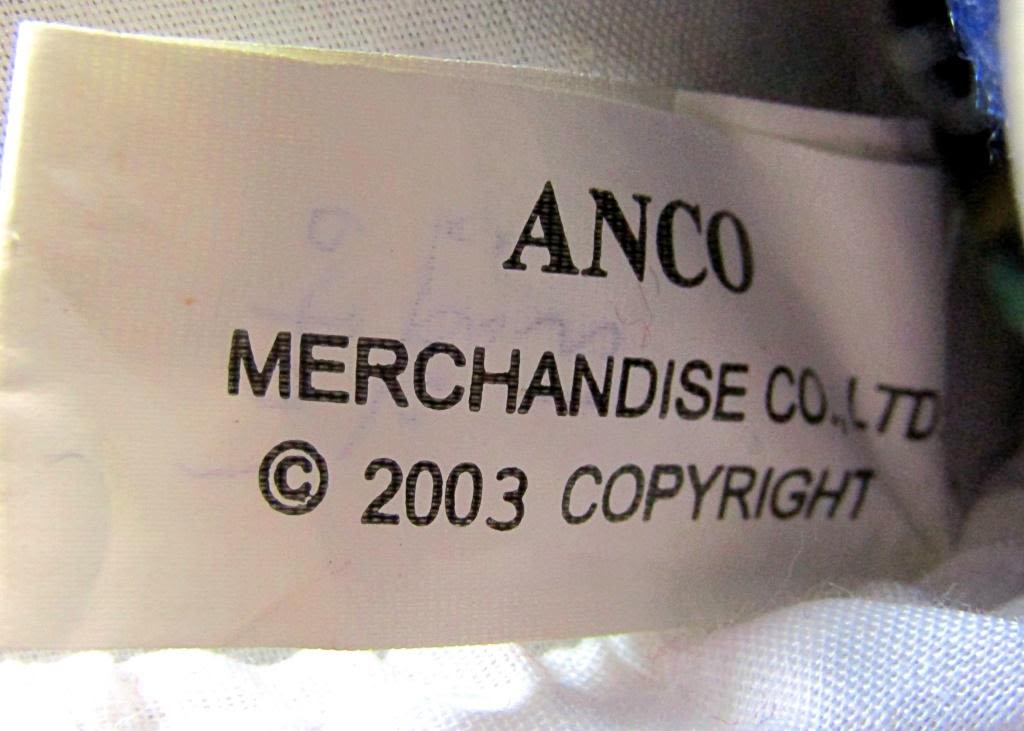 ANCO
MERCHANDISE CO.,LTD
© 2003 COPYRIGHT